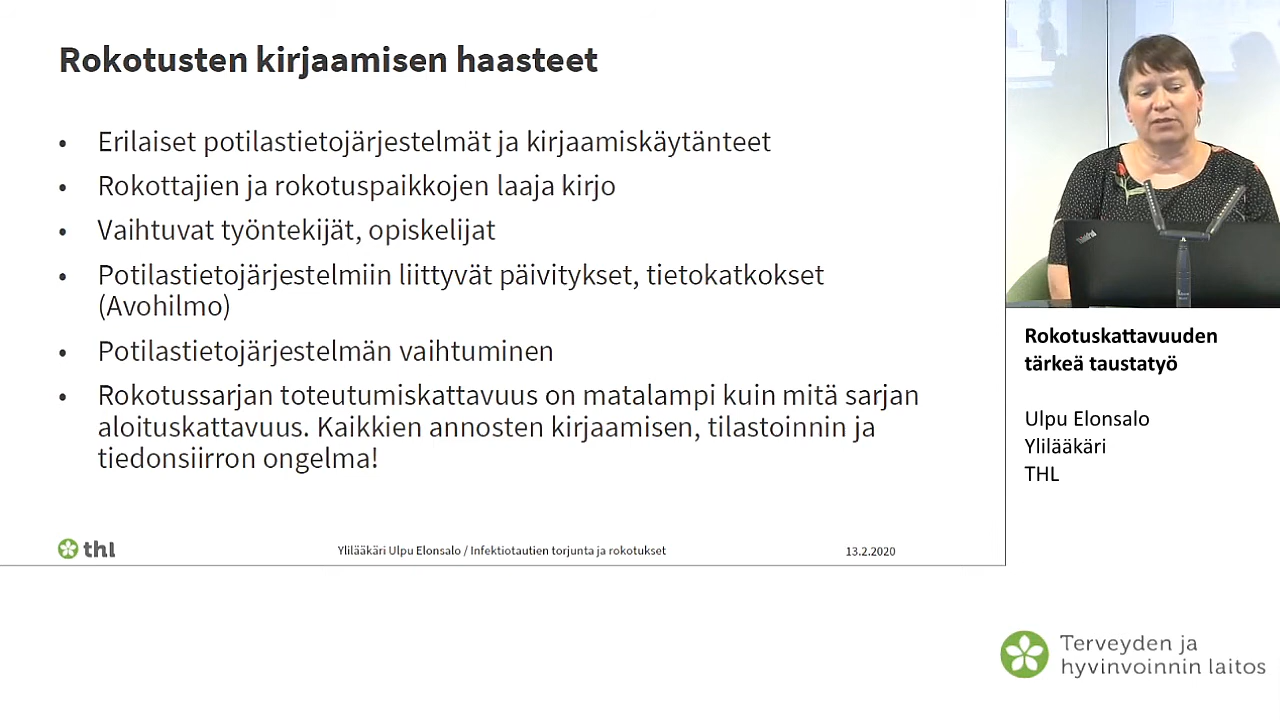 Rokotusten kirjaamisen haasteet
• Erilaiset potilastietojärjestelmät ja kirjaamiskäytänteet
• Rokottajien ja rokotuspaikkojen laaja kirjo
• Vaihtuvat työntekijät, opiskelijat
• Potilastietojärjestelmiin liittyvät päivitykset, tietokatkokset
(Avohilmo)
• Potilastietojärjestelmän vaihtuminen
• Rokotussarjan toteutumiskattavuus on matalampi kuin mitä sarjan
aloituskattavuus. Kaikkien annosten kirjaamisen, tilastoinnin ja
tiedonsiirron ongelma!
thl
Ylilääkäri Ulpu Elonsalo / Infektiotautien torjunta ja rokotukset
13.2.2020
ThinkPad
Rokotuskattavuuden
tärkeä taustatyö
Ulpu Elonsalo
Ylilääkäri
THL
Terveyden ja
hyvinvoinnin laitos